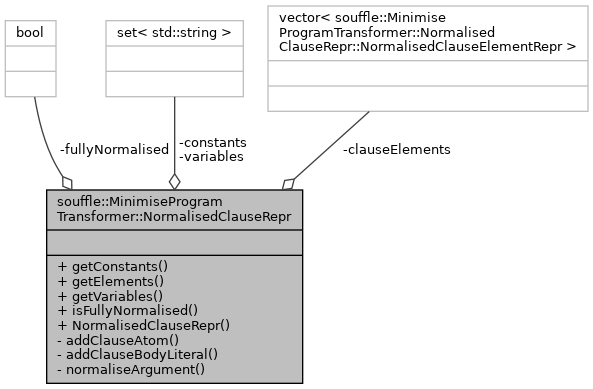 bool
set< std::string >
vector< souffle::Minimise
ProgramTransformer::Normalised
ClauseRepr::NormalisedClauseElementRepr >
-fullyNormalised
-constants
-variables
-clauseElements
souffle::MinimiseProgram
Transformer::NormalisedClauseRepr
+ getConstants()
+ getElements()
+ getVariables()
+ isFullyNormalised()
+ NormalisedClauseRepr()
- addClauseAtom()
- addClauseBodyLiteral()
- normaliseArgument()